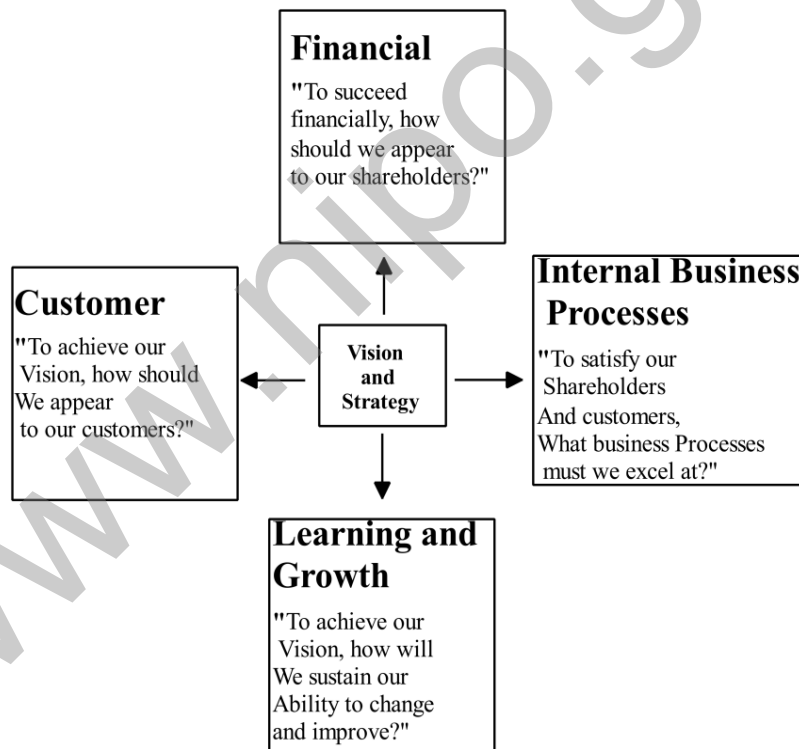 Financial
"To succeed
financially, how
should we appear
to our shareholders?"
Customer
"To achieve our
Vision, how should
We appear
to our customers?"
Vision
and
Strategy
Internal Business
Processes
"To satisfy our
Shareholders
And customers,
What business Processes
must we excel at?"
Learning and
Growth
"To achieve our
Vision, how will
We sustain our
Ability to change
and improve?"
www.nipo.g